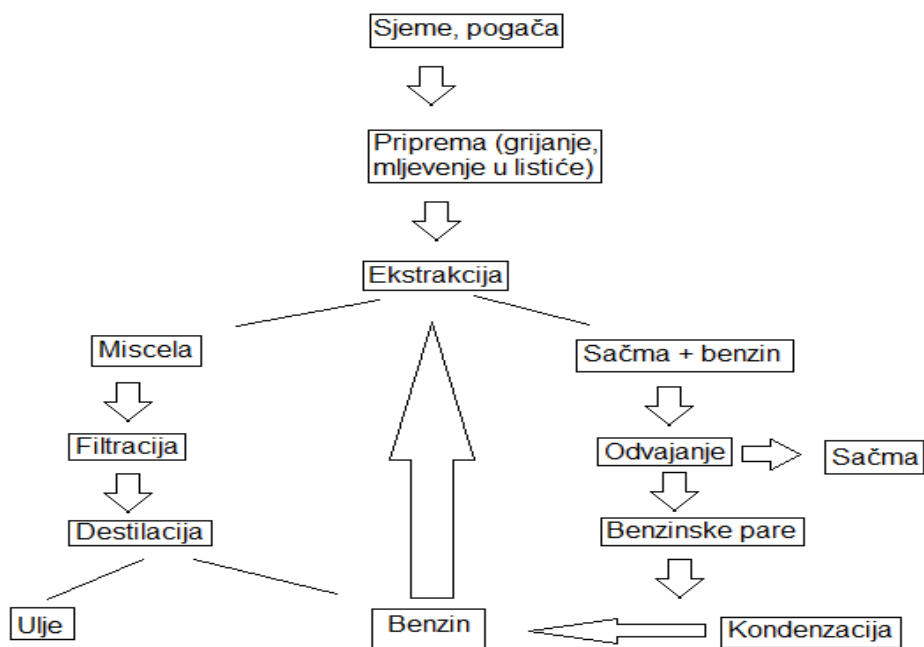 Sjeme, pogača
Priprema (grijanje,
mljevenje u listiće)
Ekstrakcija
Miscela
Sačma + benzin
Filtracija
Odvajanje
Sačma
Destilacija
Benzinske pare
Ulje
Benzin
Kondenzacija